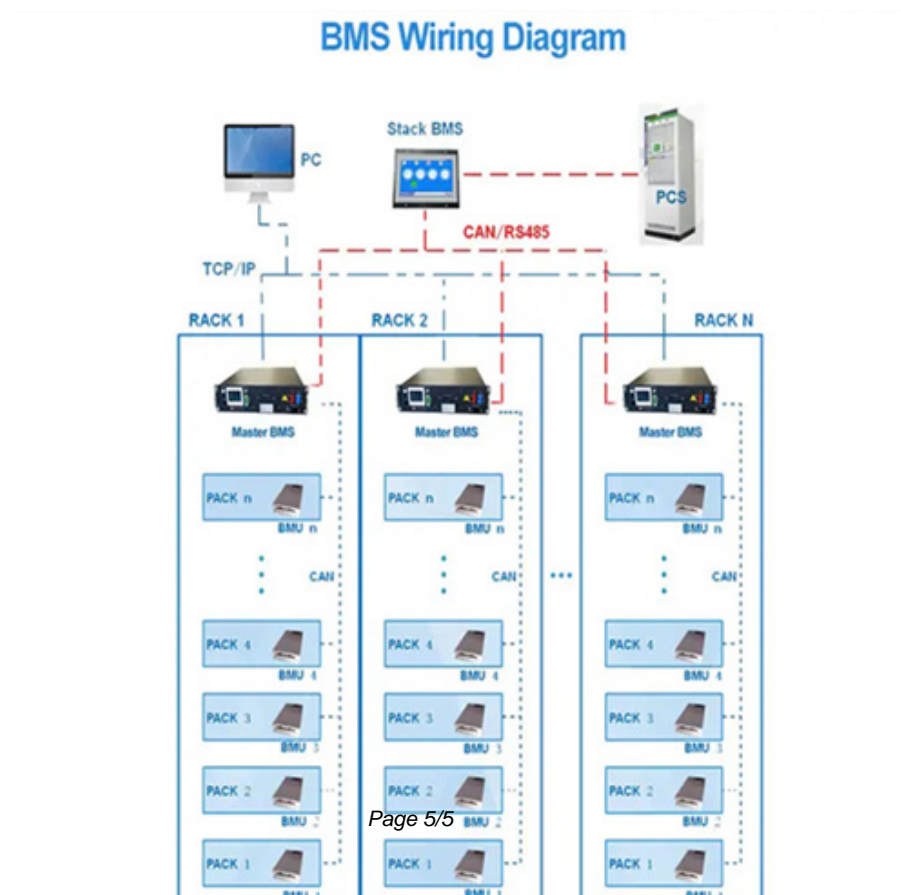 BMS Wiring Diagram
Stack BMS
PC
PCS
CAN/RS485
TCP/IP
RACK 1
RACK 2
RACK N
Master BMS
Master BMS
Master BMS
PACK n
PACK n
PACK n
BMU n
BMU n
BMU n
CAN
CAN
CAN
PACK 4
PACK 4
PACK 4
BMU 4
BMU 4
BMU 4
PACK 3
PACK 3
PACK 3
BMU 3
BMU 3
BMU 3
PACK 2
PACK 2
PACK 2
Page 5/5
BMU 2
BMU 2
BMU 2
PACK 1
PACK 1
PACK 1